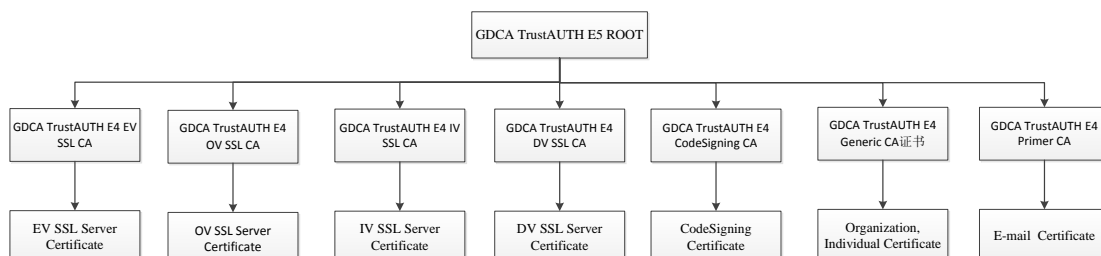 GDCA TrustAUTH E5 ROOT
GDCA TrustAUTH E4 EV
SSL CA
GDCA TrustAUTH E4
OV SSL CA
GDCA TrustAUTH E4 IV
SSL CA
GDCA TrustAUTH E4
DV SSL CA
GDCA TrustAUTH E4
CodeSigning CA
GDCA TrustAUTH E4
Generic CA证书
GDCA TrustAUTH E4
Primer CA
EV SSL Server
Certificate
OV SSL Server
Certificate
IV SSL Server
Certificate
DV SSL Server
Certificate
CodeSigning
Certificate
Organization,
Individual Certificate
E-mail Certificate